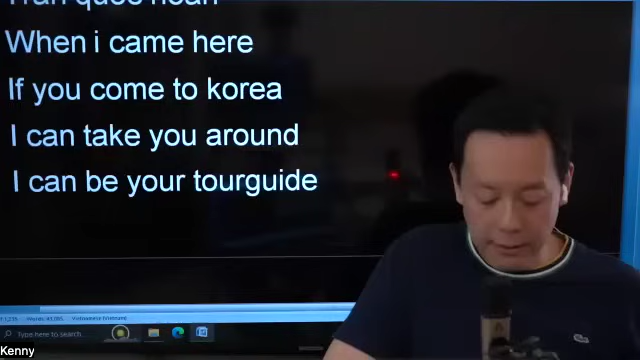 When i came here
If you come to korea
I can take you around
I can be your tourguide
Type here to search
Kenny